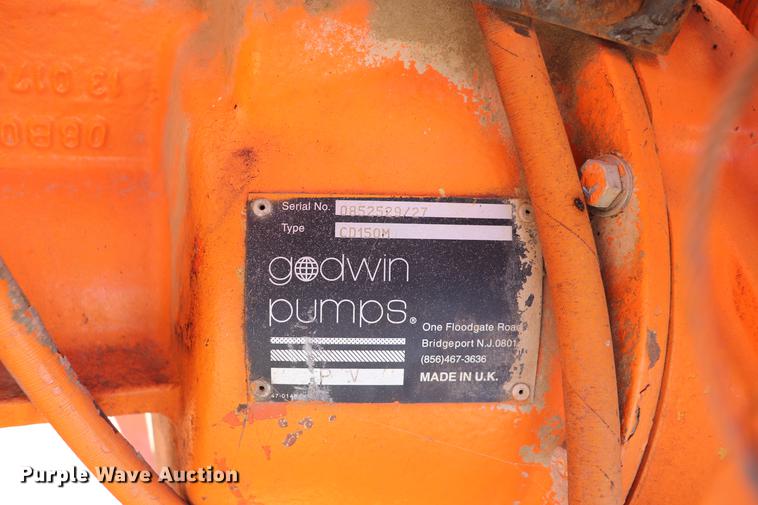 Serial No. 0852529/27
Type CD150M
godwin
pumps®
One Floodgate Road
Bridgeport N.J.0801
(856)467-3636
P V
MADE IN U.K.
Purple Wave Auction